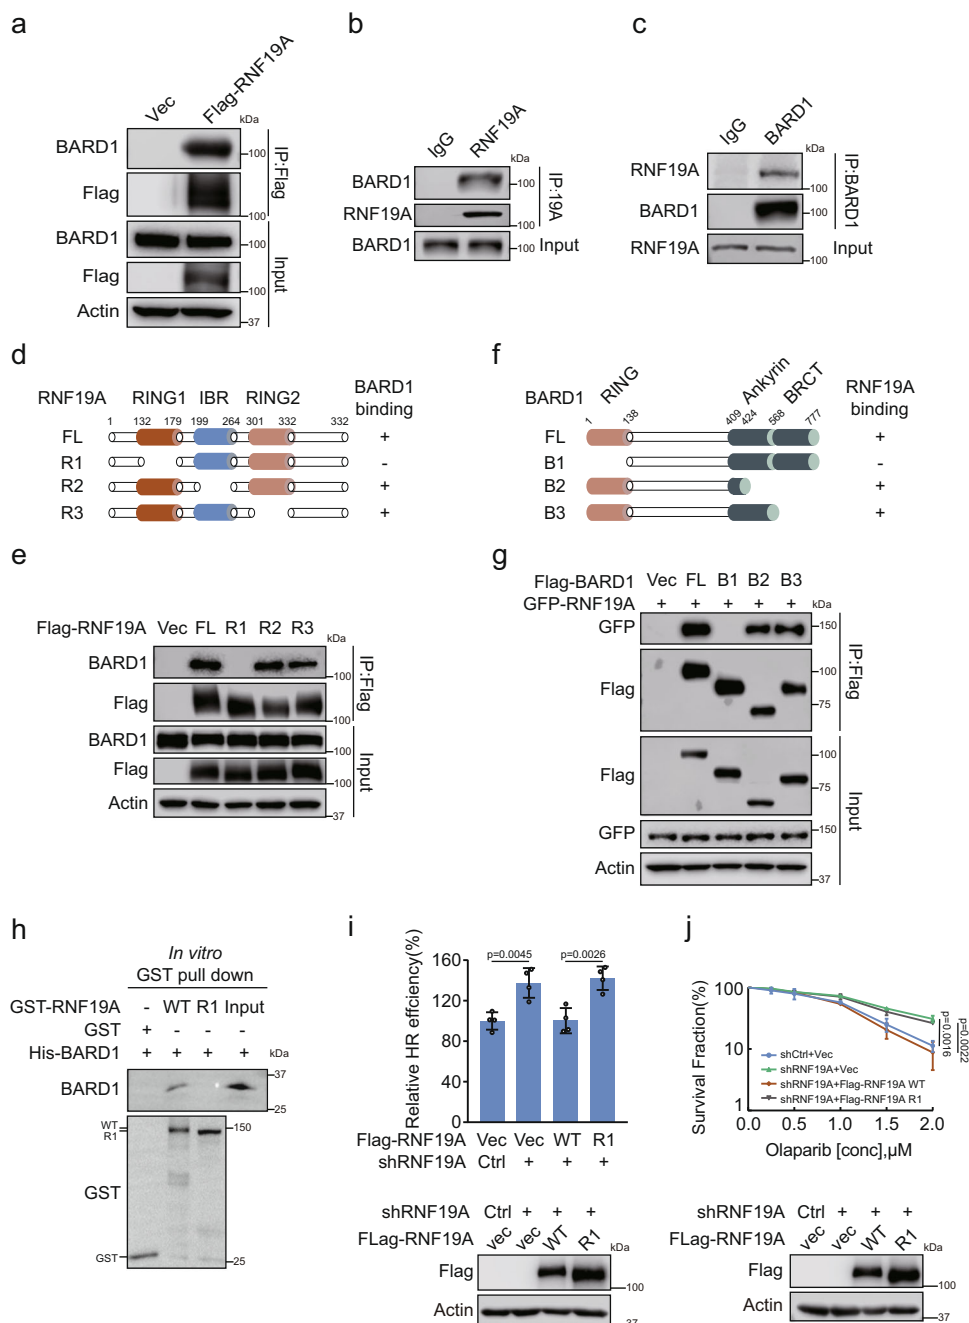 a
Vec
Flag-RNF19A
kDa
BARD1
100
Flag
100
IP:Flag
BARD1
100
Flag
100
Actin
37
Input
b
IgG
RNF19A
kDa
BARD1
100
RNF19A
100
IP:19A
BARD1
100
Input
c
IgG
BARD1
kDa
RNF19A
100
BARD1
100
IP:BARD1
RNF19A
100
Input
d
RNF19A RING1 IBR RING2 BARD1 binding
1 132 179 199 264 301 332 332
FL +
R1 -
R2 +
R3 +
e
Flag-RNF19A Vec FL R1 R2 R3
kDa
BARD1
100
Flag
100
IP:Flag
BARD1
100
Flag
100
Actin
37
Input
f
BARD1 RING Ankyrin BRCT RNF19A binding
1 138 409 424 568 777
FL +
B1 -
B2 +
B3 +
g
Flag-BARD1 Vec FL B1 B2 B3
GFP-RNF19A + + + + +
kDa
GFP
150
Flag
100
75
IP:Flag
Flag
100
75
GFP
150
Actin
37
Input
h
In vitro
GST pull down
GST-RNF19A - WT R1 Input
GST + - -
His-BARD1 + + + +
kDa
BARD1
37
25
WT
R1
150
GST
GST
25
i
Relative HR effciency(%)
160
120
80
40
0
p=0.0045
p=0.0026
Flag-RNF19A Vec Vec WT R1
shRNF19A Ctrl + + +
shRNF19A Ctrl + + +
FLag-RNF19A vec vec WT R1
kDa
Flag
100
Actin
37
j
Survival Fraction(%)
100
10
1
shCtrl+Vec
shRNF19A+Vec
shRNF19A+Flag-RNF19A WT
shRNF19A+Flag-RNF19A R1
p=0.0016
p=0.0022
0.0 0.5 1.0 1.5 2.0
Olaparib [conc],μM
shRNF19A Ctrl + + +
FLag-RNF19A vec vec WT R1
kDa
Flag
100
Actin
37